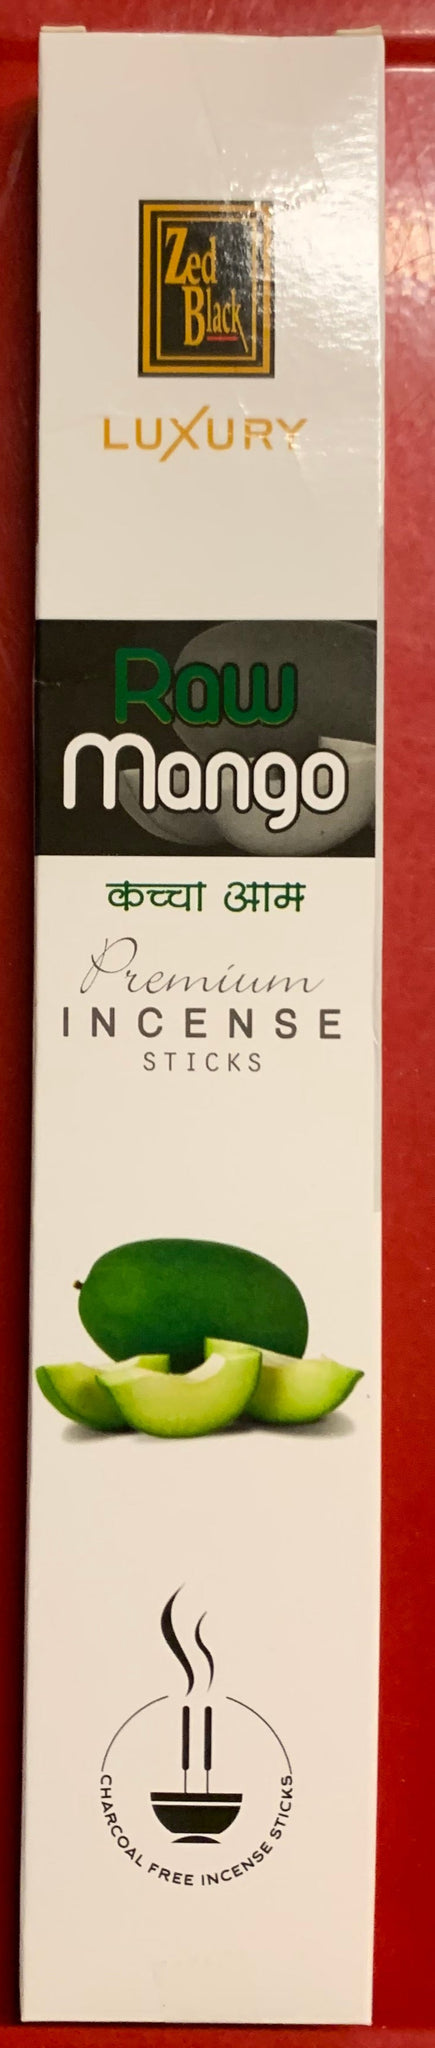 Zed
Black
LUXURY
Raw
Mango
कच्चा आम
Premium
INCENSE
STICKS
CHARCOAL FREE INCENSE STICKS